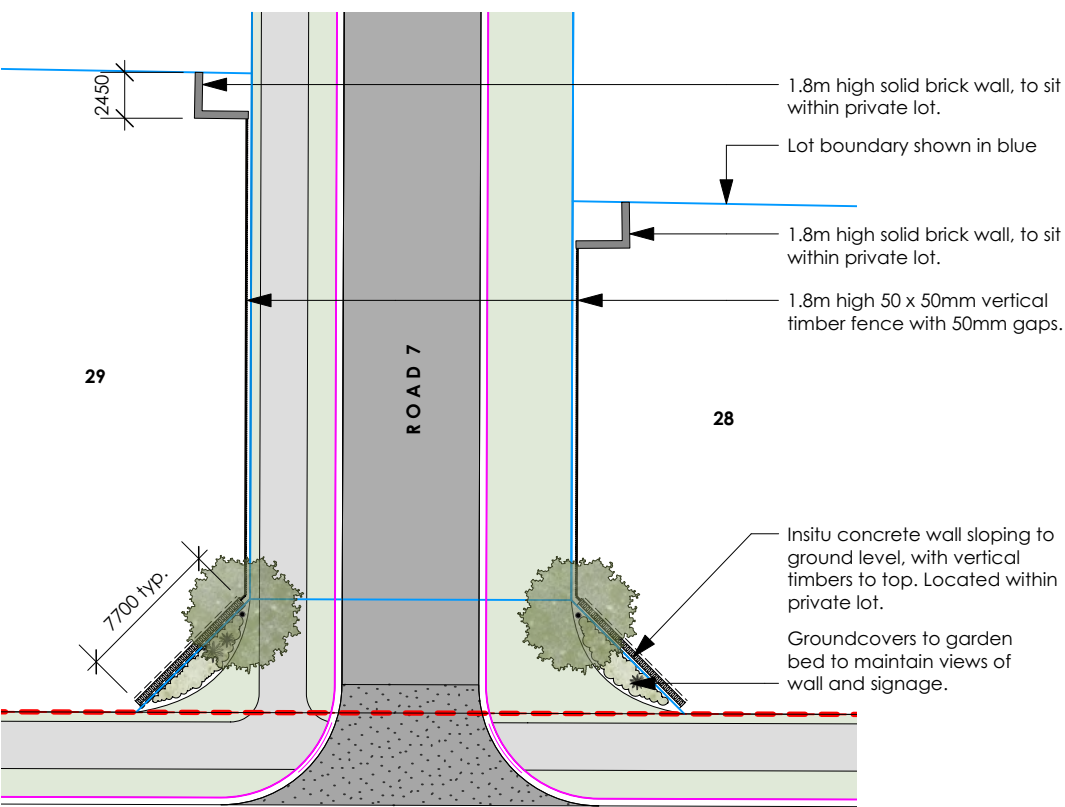 2450
1.8m high solid brick wall, to sit
within private lot.
Lot boundary shown in blue
1.8m high solid brick wall, to sit
within private lot.
1.8m high 50 x 50mm vertical
timber fence with 50mm gaps.
ROAD 7
29
28
7700 typ.
Insitu concrete wall sloping to
ground level, with vertical
timbers to top. Located within
private lot.
Groundcovers to garden
bed to maintain views of
wall and signage.